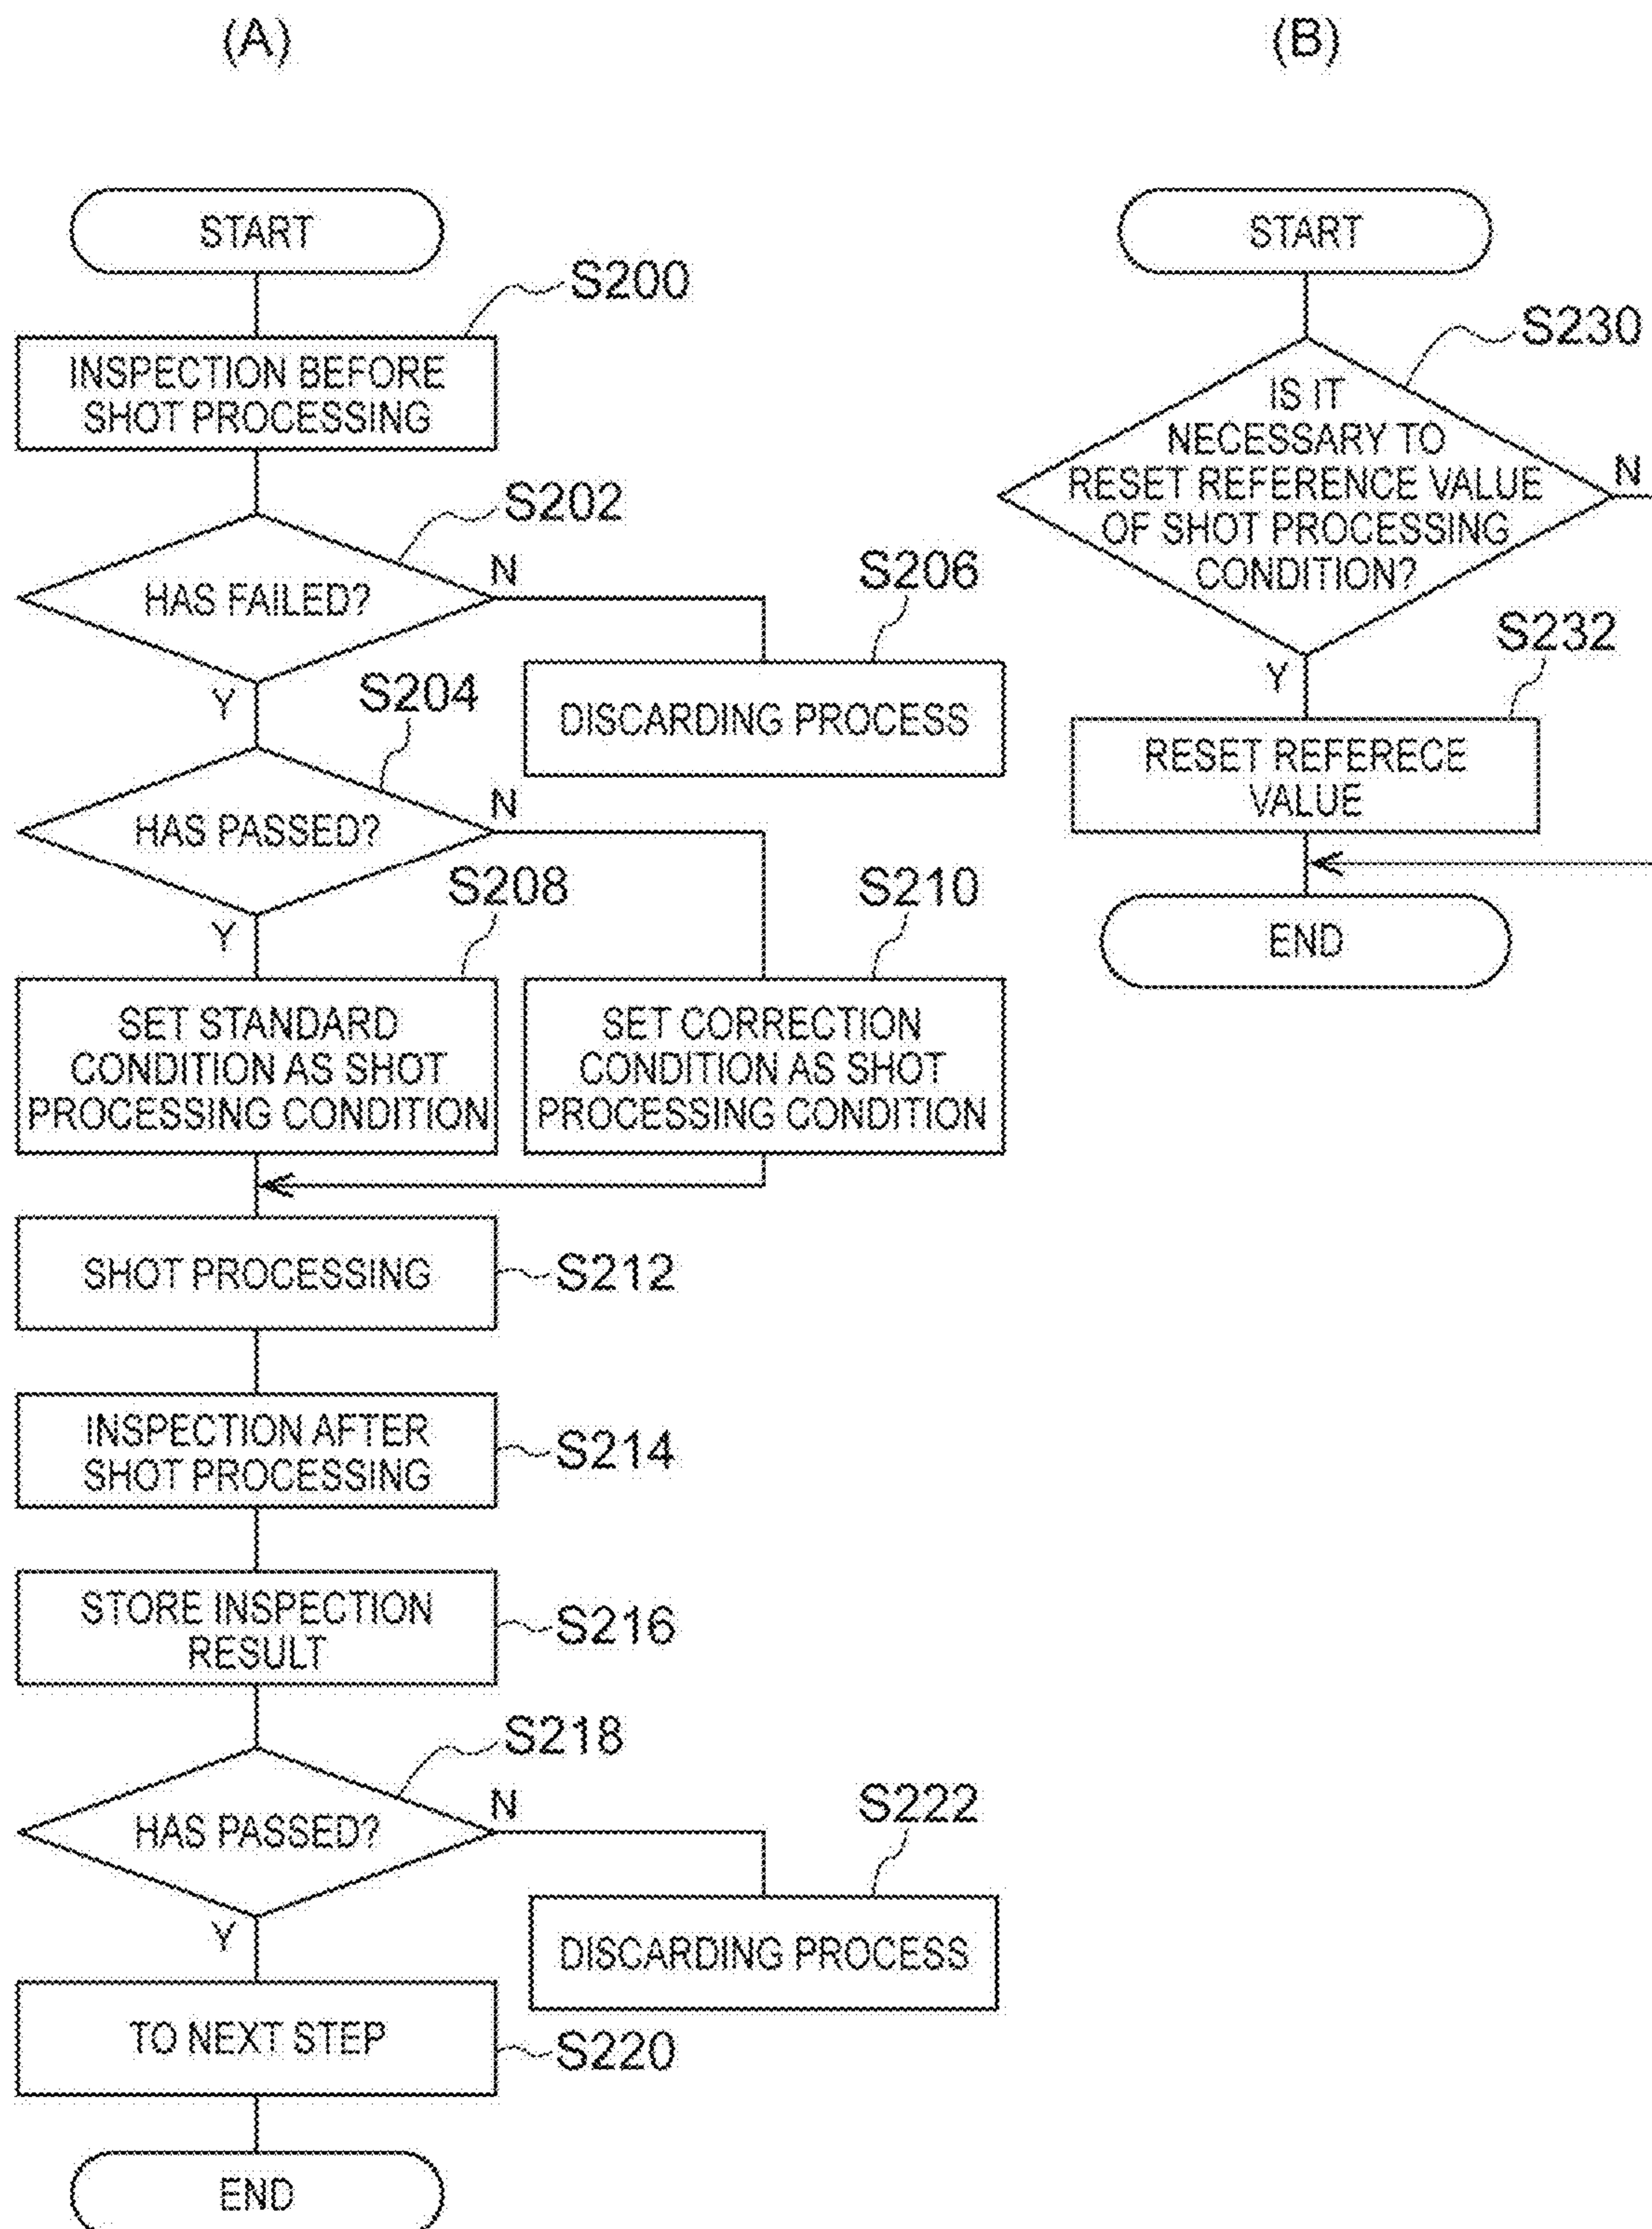 (A)
START
S200
INSPECTION BEFORE
SHOT PROCESSING
S202
HAS FAILED?
N
Y
S206
DISCARDING PROCESS
S204
HAS PASSED?
N
Y
S208
SET STANDARD
CONDITION AS SHOT
PROCESSING CONDITION
S210
SET CORRECTION
CONDITION AS SHOT
PROCESSING CONDITION
SHOT PROCESSING
S212
INSPECTION AFTER
SHOT PROCESSING
S214
STORE INSPECTION
RESULT
S216
S218
HAS PASSED?
N
Y
S222
DISCARDING PROCESS
TO NEXT STEP
S220
END
(B)
START
S230
IS IT
NECESSARY TO
RESET REFERENCE VALUE
OF SHOT PROCESSING
CONDITION?
N
Y
S232
RESET REFERECE
VALUE
END